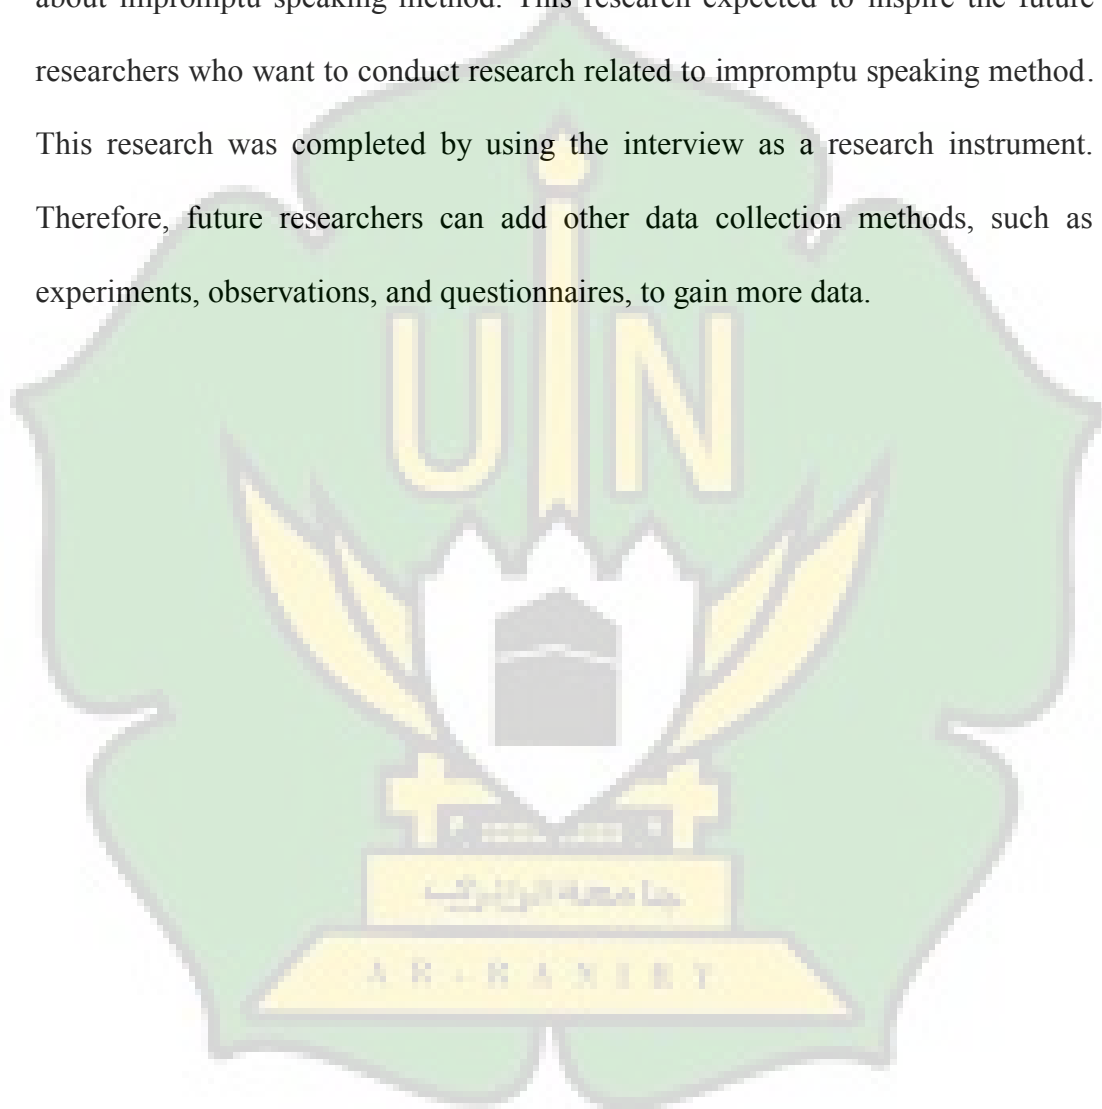 about impromptu speaking method. This research expected to inspire the future
researchers who want to conduct research related to impromptu speaking method.
This research was completed by using the interview as a research instrument.
Therefore, future researchers can add other data collection methods, such as
experiments, observations, and questionnaires, to gain more data.
UIN
جامعة الرانري
AR-RANIRY